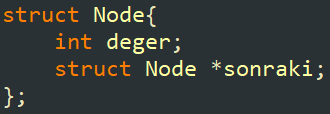 struct Node{
    int deger;
    struct Node *sonraki;
};